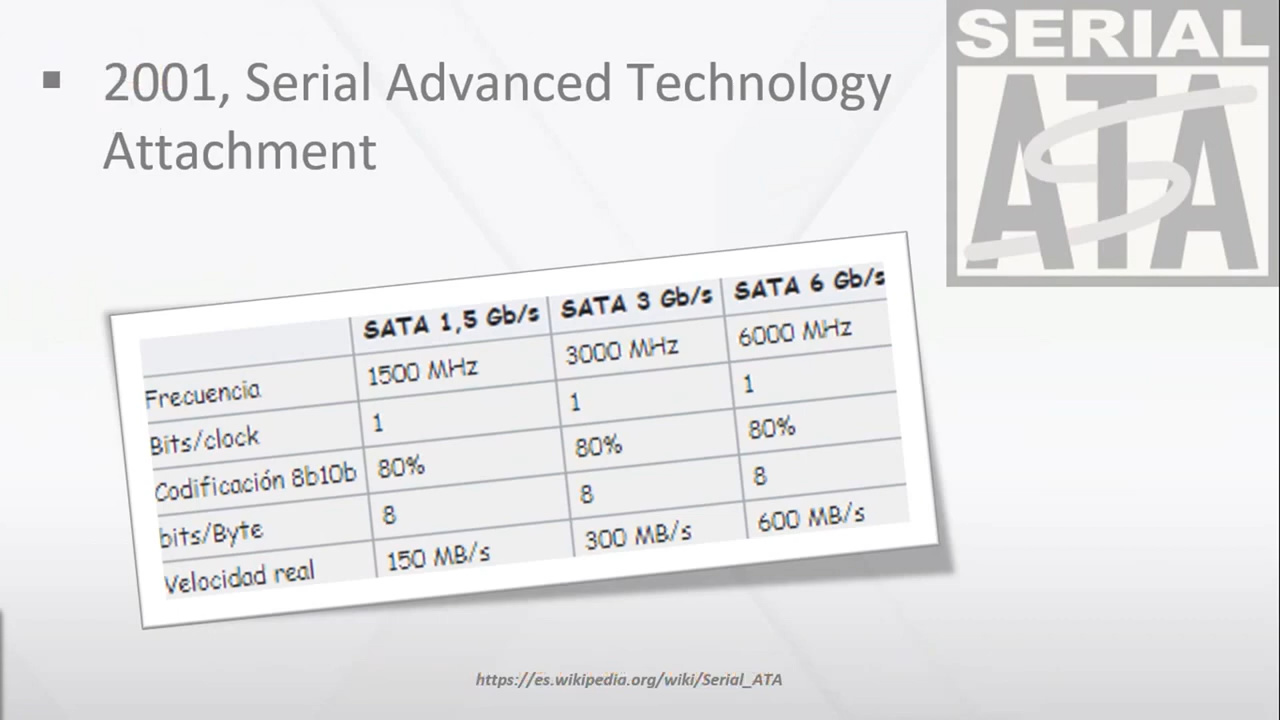 SERIAL
ATA
▪ 2001, Serial Advanced Technology
Attachment
SATA 1,5 Gb/s SATA 3 Gb/s SATA 6 Gb/s
Frecuencia 1500 MHz 3000 MHz 6000 MHz
Bits/clock 1 1 1
Codificación 8b10b 80% 80% 80%
bits/Byte 8 8 8
Velocidad real 150 MB/s 300 MB/s 600 MB/s
https://es.wikipedia.org/wiki/Serial_ATA